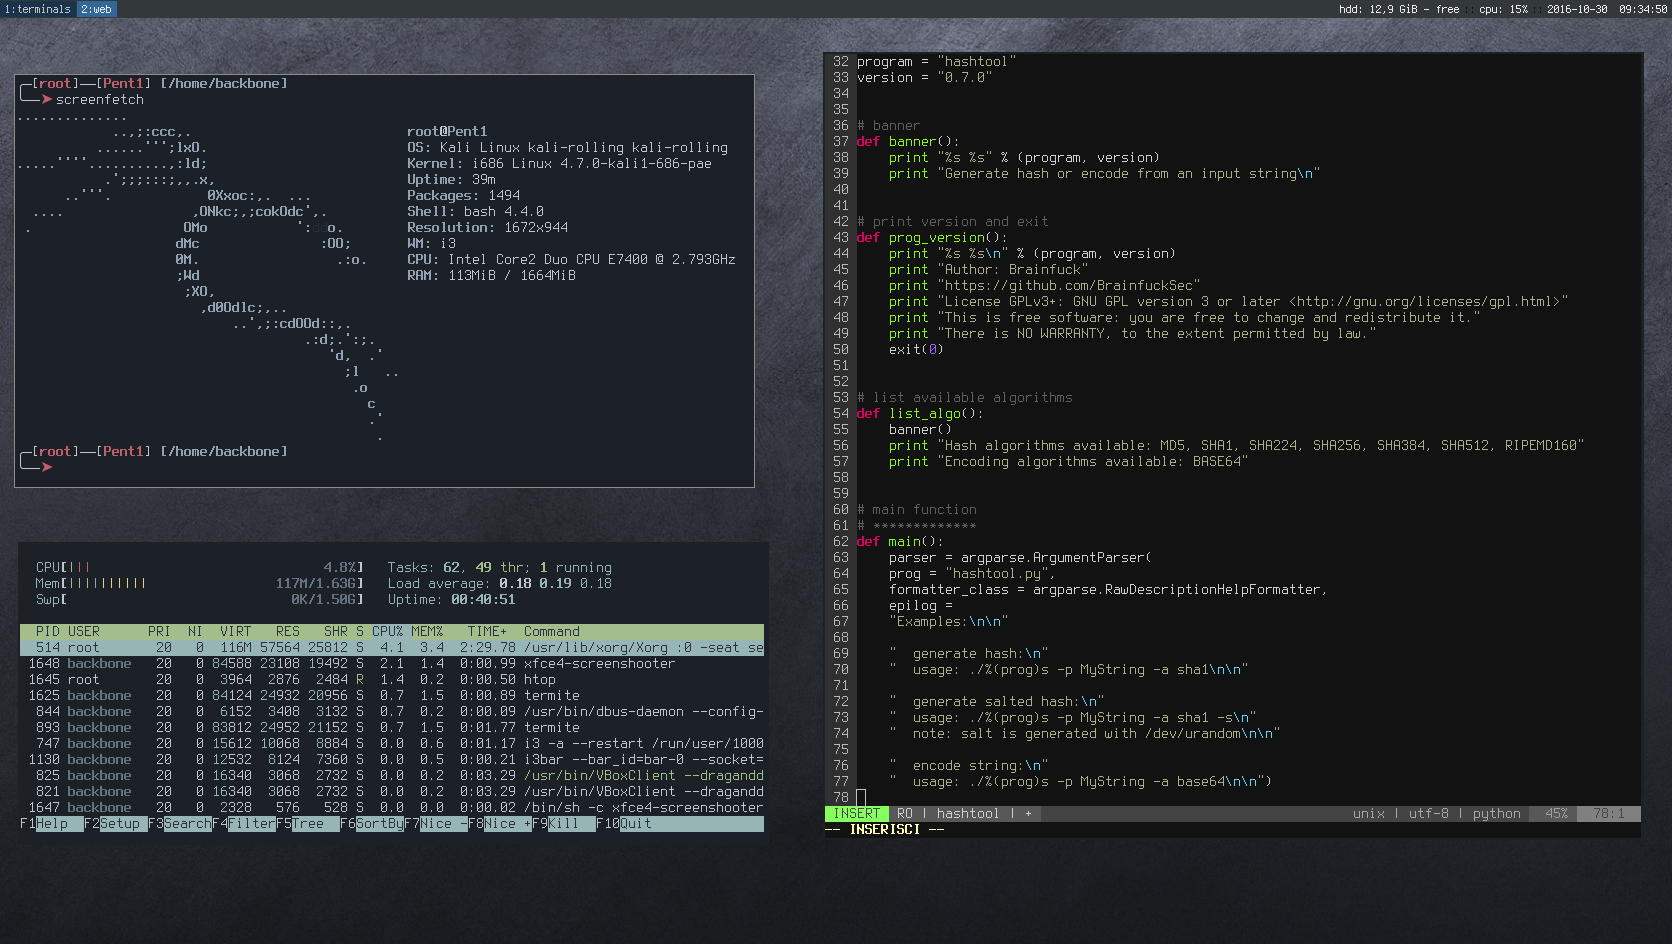 1:terminals 2:web
hdd: 12,9 GiB - free :: cpu: 15% :: 2016-10-30 09:34:50
[root]—[Pent1] [/home/backbone]
screenfetch
root@Pent1
OS: Kali Linux kali-rolling kali-rolling
Kernel: i686 Linux 4.7.0-kali1-686-pae
Uptime: 39m
Packages: 1494
Shell: bash 4.4.0
Resolution: 1672x944
WM: i3
CPU: Intel Core2 Duo CPU E7400 @ 2.793GHz
RAM: 113MiB / 1664MiB
[root]—[Pent1] [/home/backbone]
CPU[||| 4.8%] Tasks: 62, 49 thr; 1 running
Mem[|||||||||| 117M/1.63G] Load average: 0.18 0.19 0.18
Swp[ 0K/1.50G] Uptime: 00:40:51
PID USER PRI NI VIRT RES SHR S CPU% MEM% TIME+ Command
514 root 20 0 116M 57564 25812 S 4.1 3.4 2:29.78 /usr/lib/xorg/Xorg :0 -seat se
1648 backbone 20 0 84588 23108 19492 S 2.1 1.4 0:00.99 xfce4-screenshooter
1645 root 20 0 3964 2876 2484 R 1.4 0.2 0:00.50 htop
1625 backbone 20 0 84124 24932 20956 S 0.7 1.5 0:00.89 termite
844 backbone 20 0 6152 3408 3132 S 0.7 0.2 0:00.09 /usr/bin/dbus-daemon --config-
893 backbone 20 0 83812 24952 21152 S 0.7 1.5 0:01.77 termite
747 backbone 20 0 15612 10068 8884 S 0.0 0.6 0:01.17 i3 -a --restart /run/user/1000
1130 backbone 20 0 12532 8124 7360 S 0.0 0.5 0:00.21 i3bar --bar_id=bar-0 --socket=
825 backbone 20 0 16340 3068 2732 S 0.0 0.2 0:03.29 /usr/bin/VBoxClient --dragandd
821 backbone 20 0 16340 3068 2732 S 0.0 0.2 0:03.29 /usr/bin/VBoxClient --dragandd
1647 backbone 20 0 2328 576 528 S 0.0 0.0 0:00.02 /bin/sh -c xfce4-screenshooter
F1Help F2Setup F3SearchF4FilterF5Tree F6SortByF7Nice -F8Nice +F9Kill F10Quit
32 program = "hashtool"
33 version = "0.7.0"
34
35
36 # banner
37 def banner():
38 print "%s %s" % (program, version)
39 print "Generate hash or encode from an input string\n"
40
41
42 # print version and exit
43 def prog_version():
44 print "%s %s\n" % (program, version)
45 print "Author: Brainfuck"
46 print "https://github.com/BrainfuckSec"
47 print "License GPLv3+: GNU GPL version 3 or later <http://gnu.org/licenses/gpl.html>"
48 print "This is free software: you are free to change and redistribute it."
49 print "There is NO WARRANTY, to the extent permitted by law."
50 exit(0)
51
52
53 # list available algorithms
54 def list_algo():
55 banner()
56 print "Hash algorithms available: MD5, SHA1, SHA224, SHA256, SHA384, SHA512, RIPEMD160"
57 print "Encoding algorithms available: BASE64"
58
59
60 # main function
61 # *************
62 def main():
63 parser = argparse.ArgumentParser(
64 prog = "hashtool.py",
65 formatter_class = argparse.RawDescriptionHelpFormatter,
66 epilog =
67 "Examples:\n\n"
68
69 " generate hash:\n"
70 " usage: ./%(prog)s -p MyString -a sha1\n\n"
71
72 " generate salted hash:\n"
73 " usage: ./%(prog)s -p MyString -a sha1 -s\n"
74 " note: salt is generated with /dev/urandom\n\n"
75
76 " encode string:\n"
77 " usage: ./%(prog)s -p MyString -a base64\n\n")
78
INSERT RO | hashtool | + unix | utf-8 | python 45% 78:1
-- INSERISCI --